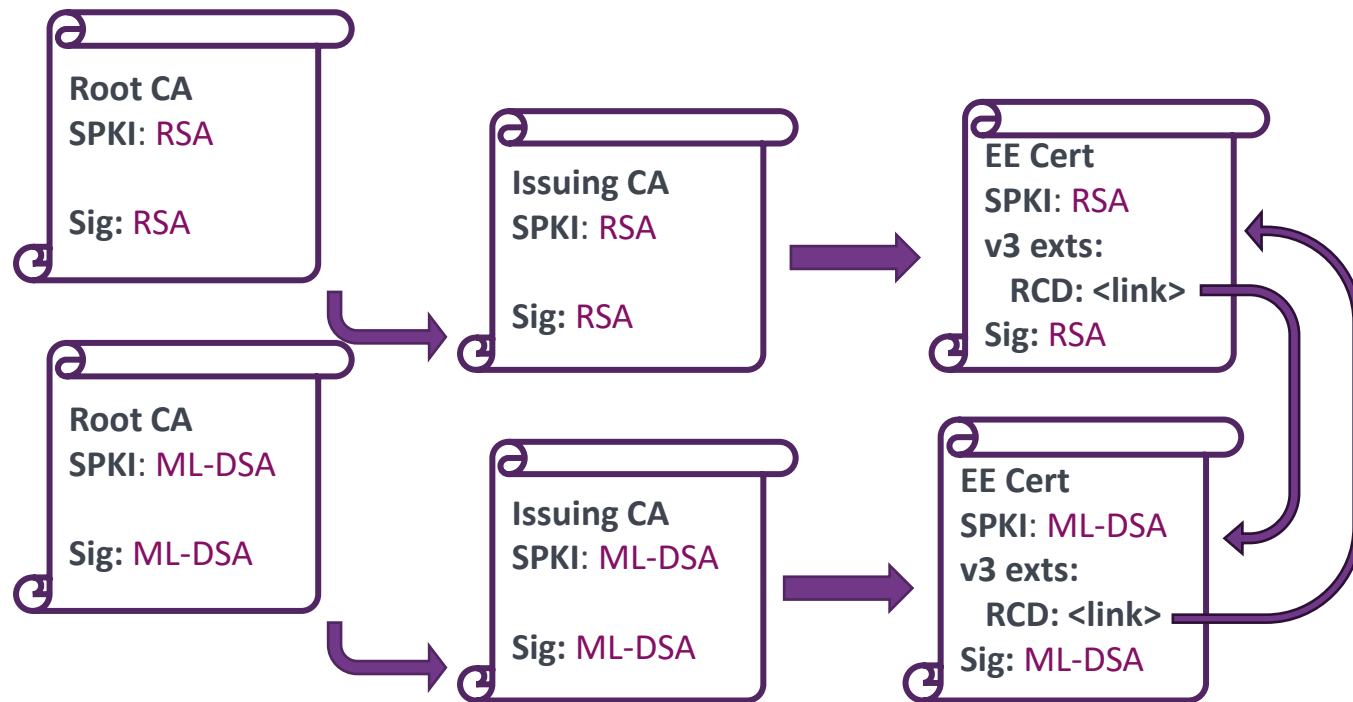 Root CA
SPKI: RSA
Sig: RSA
Issuing CA
SPKI: RSA
Sig: RSA
EE Cert
SPKI: RSA
v3 exts:
RCD: <link>
Sig: RSA
Root CA
SPKI: ML-DSA
Sig: ML-DSA
Issuing CA
SPKI: ML-DSA
Sig: ML-DSA
EE Cert
SPKI: ML-DSA
v3 exts:
RCD: <link>
Sig: ML-DSA